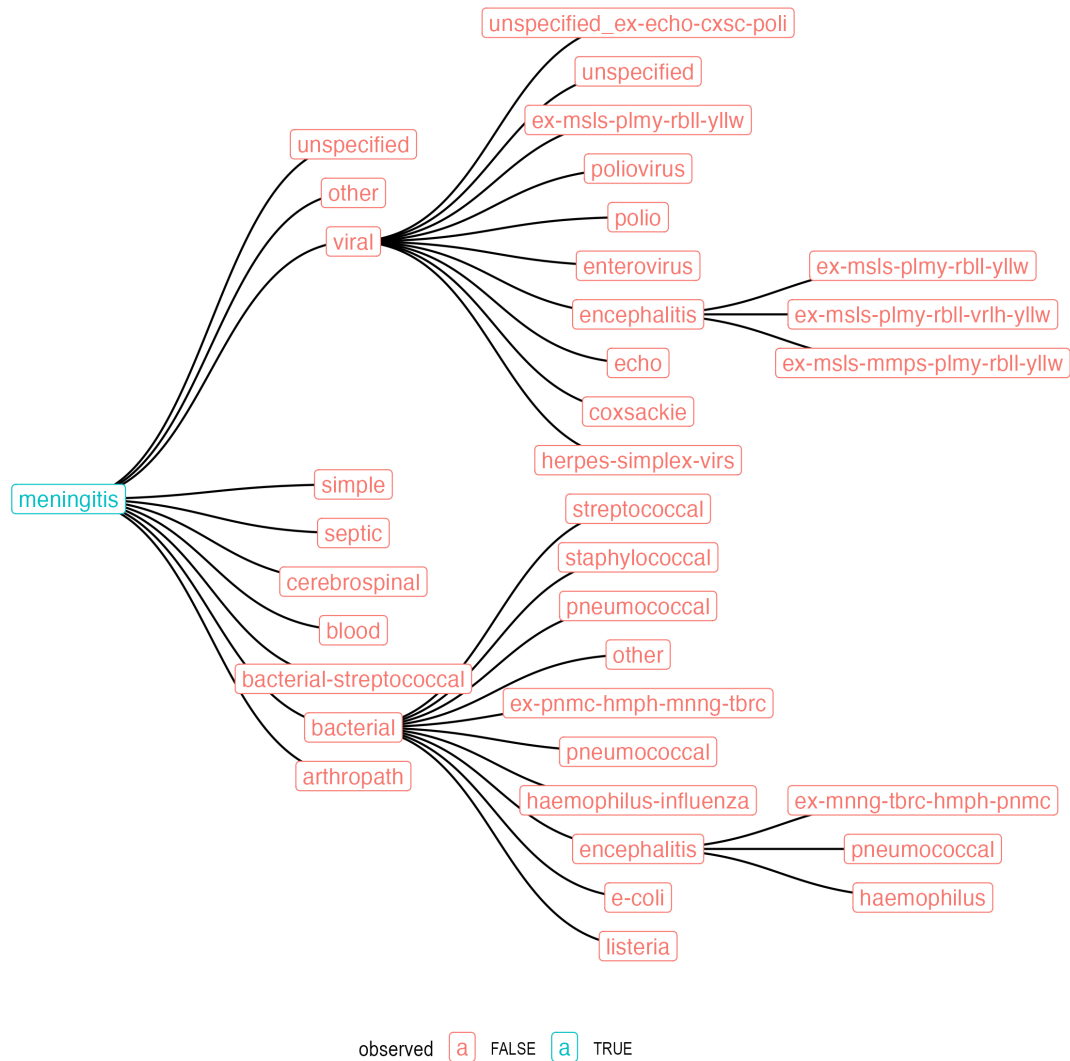 unspecified_ex-echo-cxsc-poli
unspecified
ex-msls-plmy-rbll-yllw
unspecified
poliovirus
other
polio
viral
enterovirus
ex-msls-plmy-rbll-yllw
encephalitis
ex-msls-plmy-rbll-vrlh-yllw
echo
ex-msls-mmps-plmy-rbll-yllw
coxsackie
herpes-simplex-virs
simple
meningitis
streptococcal
septic
staphylococcal
cerebrospinal
pneumococcal
blood
other
bacterial-streptococcal
ex-pnmc-hmph-mnng-tbrc
bacterial
pneumococcal
arthropath
haemophilus-influenza
ex-mnng-tbrc-hmph-pnmc
encephalitis
pneumococcal
e-coli
haemophilus
listeria
observed a FALSE a TRUE